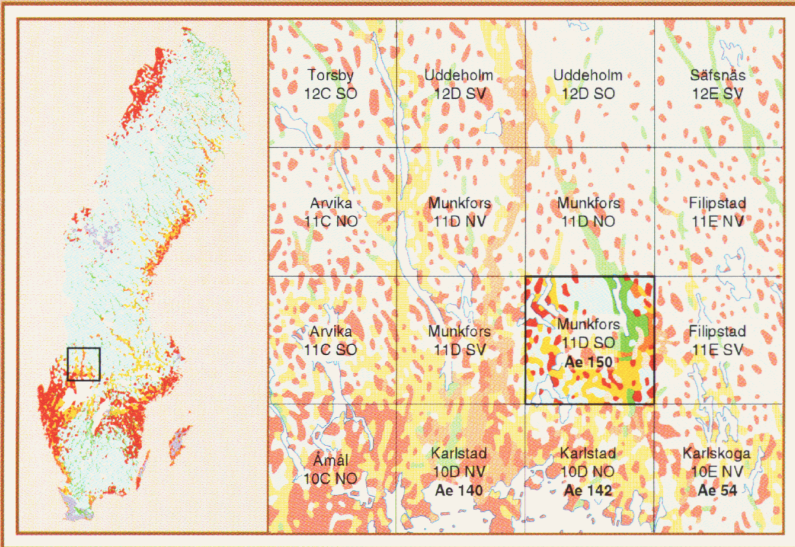 Torsby
12C SO
Uddeholm
12D SV
Uddeholm
12D SO
Säfsnäs
12E SV
Arvika
11C NO
Munkfors
11D NV
Munkfors
11D NO
Filipstad
11E NV
Arvika
11C SO
Munkfors
11D SV
Munkfors
11D SO
Ae 150
Filipstad
11E SV
Åmål
10C NO
Karlstad
10D NV
Ae 140
Karlstad
10D NO
Ae 142
Karlskoga
10E NV
Ae 54